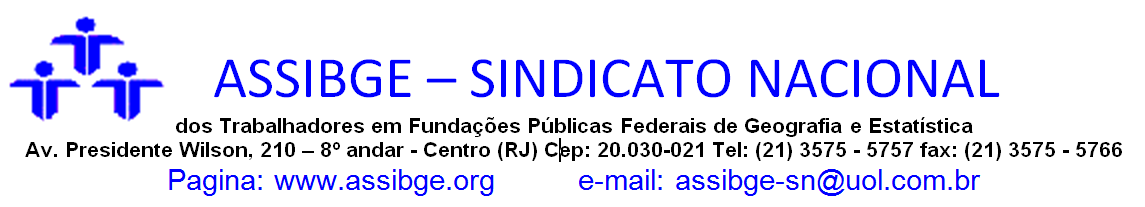 ASSIBGE – SINDICATO NACIONAL
dos Trabalhadores em Fundações Públicas Federais de Geografia e Estatística
Av. Presidente Wilson, 210 – 8º andar - Centro (RJ) Cep: 20.030-021 Tel: (21) 3575 - 5757 fax: (21) 3575 - 5766
Pagina: www.assibge.org e-mail: assibge-sn@uol.com.br